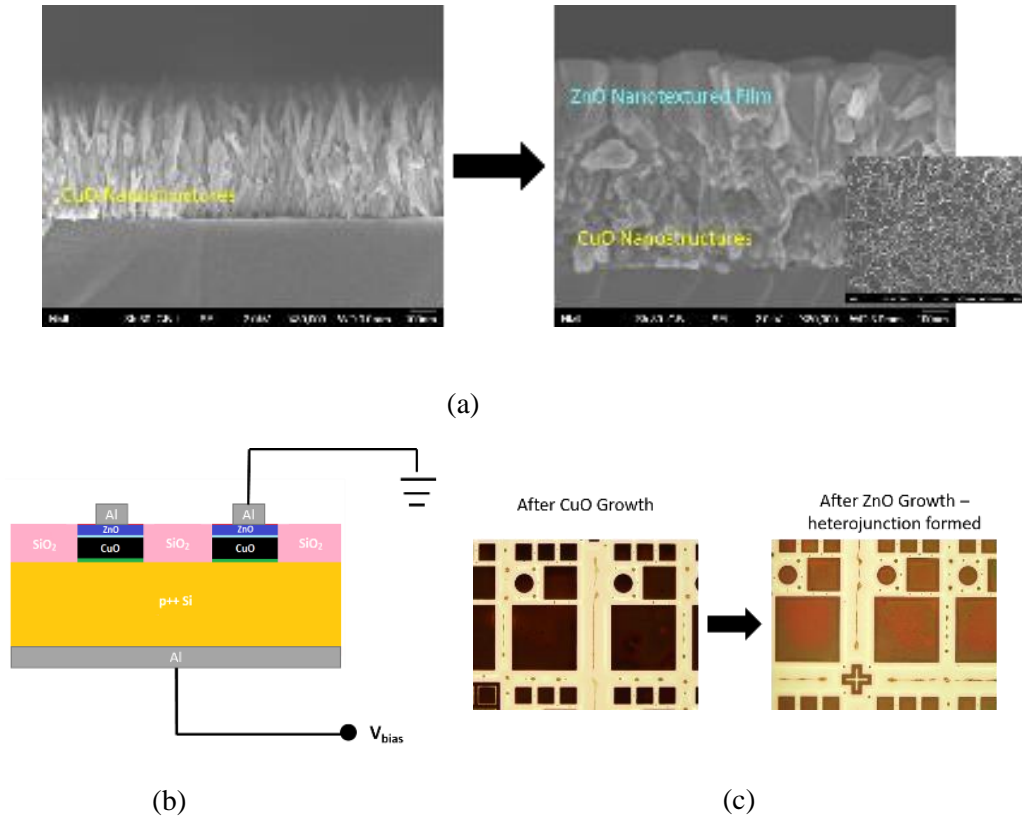 CuO Nanostructures
ZnO Nanotextured Film
CuO Nanostructures
(a)
Al
Al
ZnO
ZnO
SiO₂
CuO
SiO₂
CuO
SiO₂
p++ Si
Al
V_bias
(b)
After CuO Growth
After ZnO Growth –
heterojunction formed
(c)